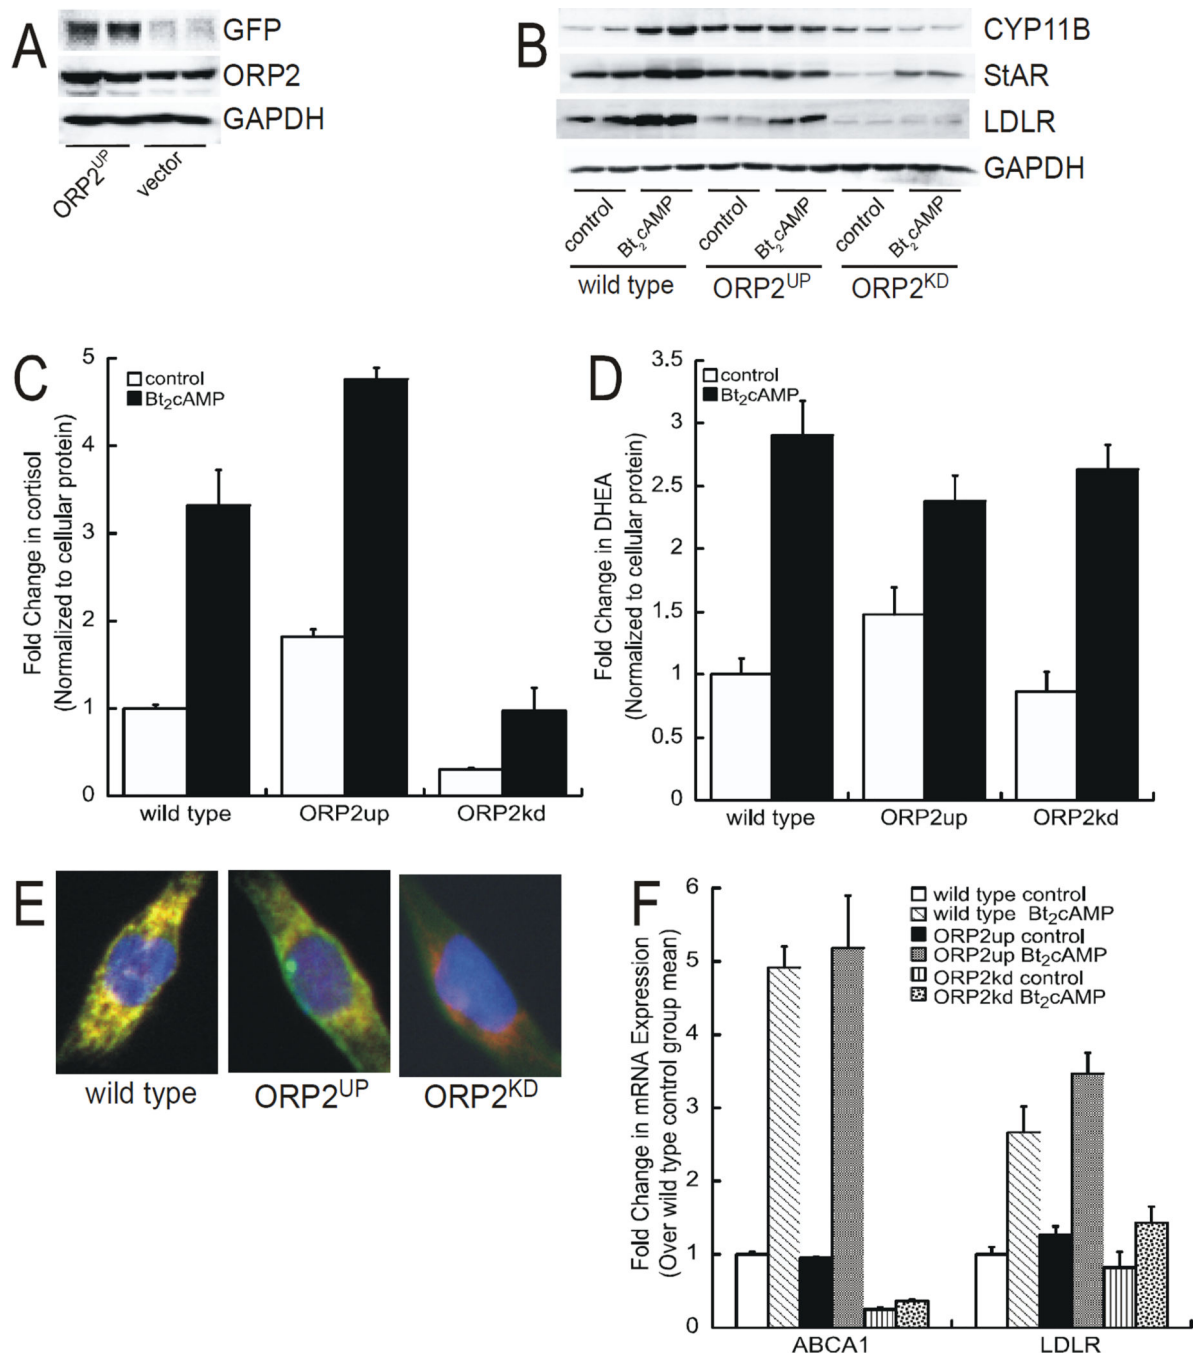 A
GFP
ORP2
GAPDH
ORP2UP
vector
B
CYP11B
StAR
LDLR
GAPDH
control
Bt2cAMP
control
Bt2cAMP
control
Bt2cAMP
wild type
ORP2UP
ORP2KD
C
Fold Change in cortisol
(Normalized to cellular protein)
5
4
3
2
1
0
control
Bt2cAMP
wild type
ORP2up
ORP2kd
D
Fold Change in DHEA
(Normalized to cellular protein)
3.5
3
2.5
2
1.5
1
0.5
0
control
Bt2cAMP
wild type
ORP2up
ORP2kd
E
wild type
ORP2UP
ORP2KD
F
Fold Change in mRNA Expression
(Over wild type control group mean)
6
5
4
3
2
1
0
wild type control
wild type Bt2cAMP
ORP2up control
ORP2up Bt2cAMP
ORP2kd control
ORP2kd Bt2cAMP
ABCA1
LDLR